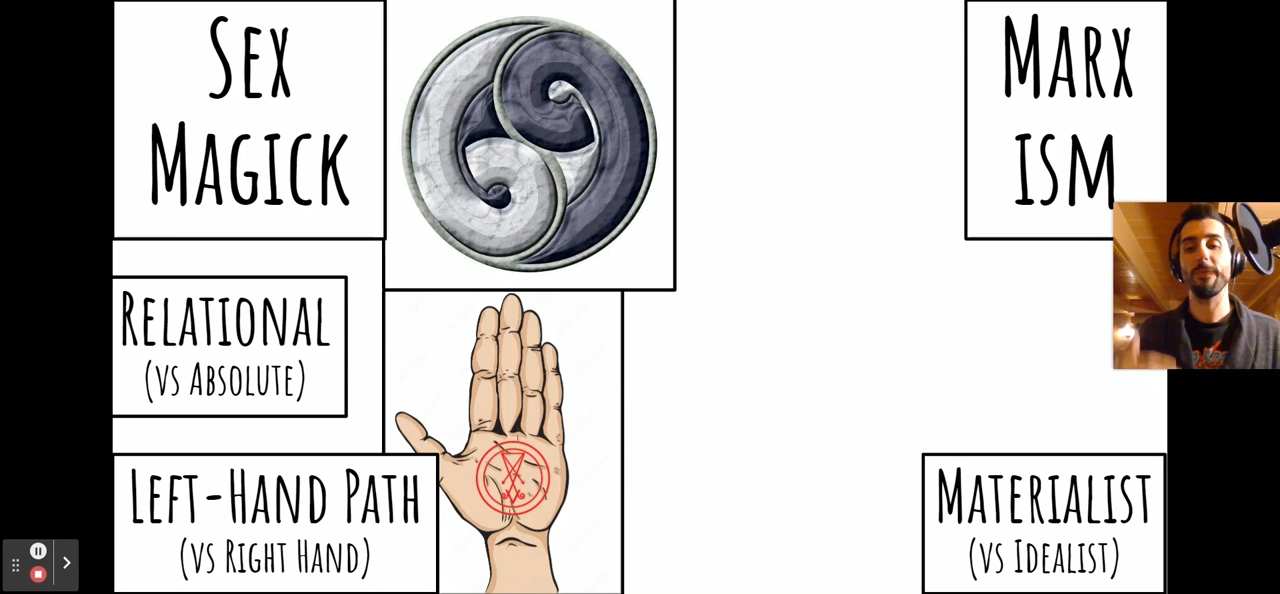 SEX
MAGICK
MARX
ISM
RELATIONAL
(VS ABSOLUTE)
LEFT-HAND PATH
(VS RIGHT HAND)
MATERIALIST
(VS IDEALIST)